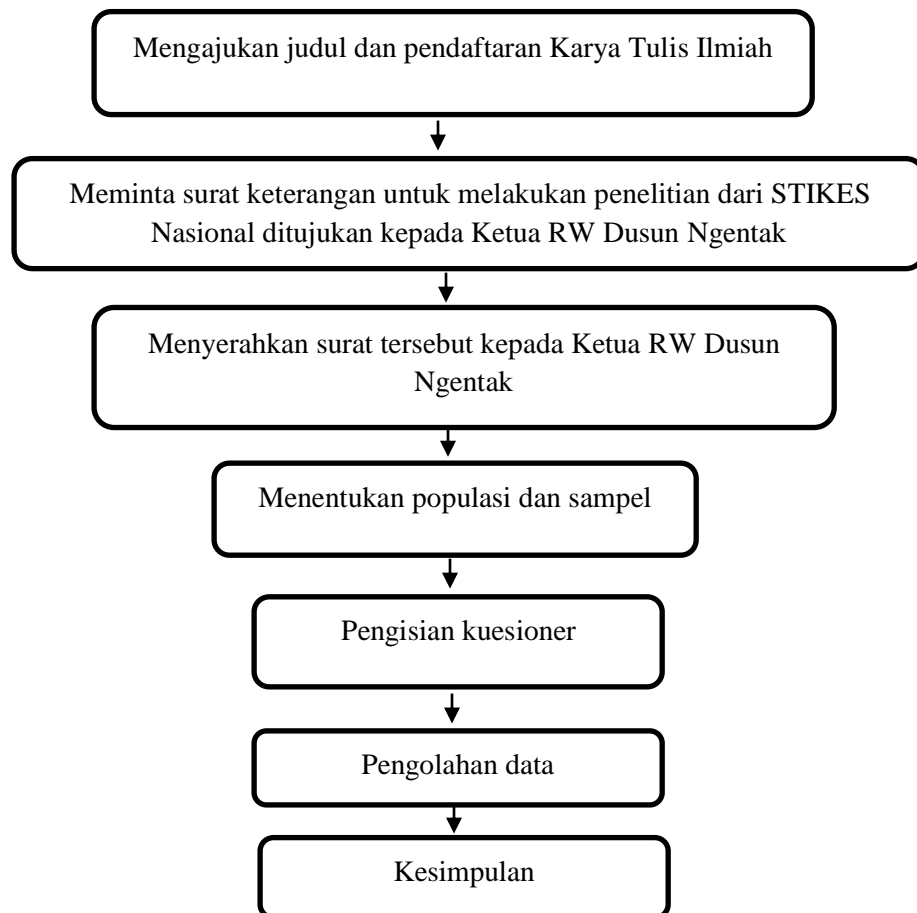 Mengajukan judul dan pendaftaran Karya Tulis Ilmiah
Meminta surat keterangan untuk melakukan penelitian dari STIKES
Nasional ditujukan kepada Ketua RW Dusun Ngentak
Menyerahkan surat tersebut kepada Ketua RW Dusun
Ngentak
Menentukan populasi dan sampel
Pengisian kuesioner
Pengolahan data
Kesimpulan